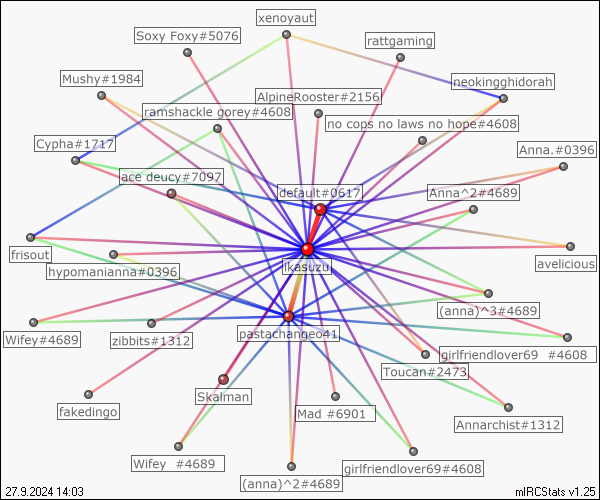 xenoyaut
Soxy Foxy#5076
rattgaming
Mushy#1984
neokingghidorah
AlpineRooster#2156
ramshackle gorey#4608
no cops no laws no hope#4608
Cypha#1717
Anna.#0396
ace deucy#7097
default#0617
Anna^2#4689
frisout
avelicious
ikasuzu
hypomanianna#0396
(anna)^3#4689
Wifey#4689
zibbits#1312
pastachangeo41
girlfriendlover69 #4608
Toucan#2473
Skalman
fakedingo
Mad #6901
Annarchist#1312
Wifey #4689
girlfriendlover69#4608
(anna)^2#4689
27.9.2024 14:03
mIRCStats v1.25